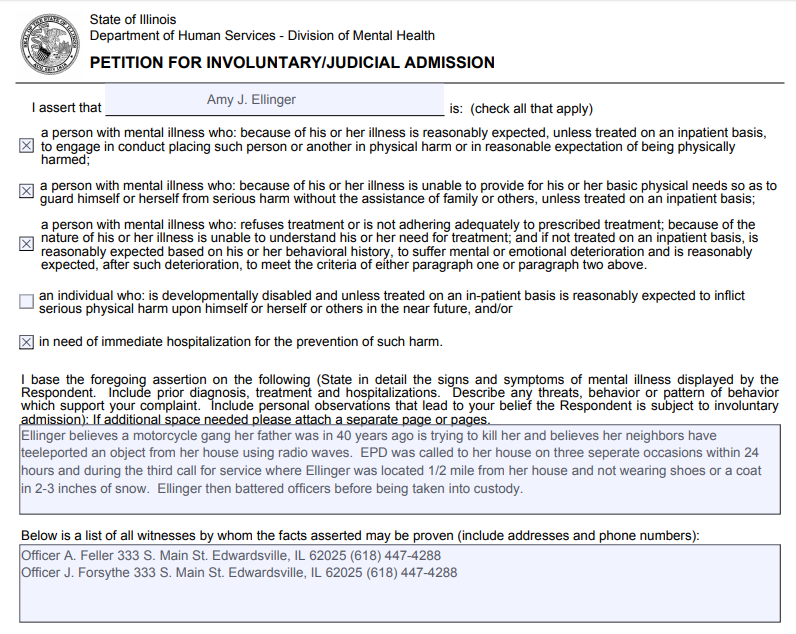 State of Illinois
Department of Human Services - Division of Mental Health
PETITION FOR INVOLUNTARY/JUDICIAL ADMISSION
I assert that Amy J. Ellinger is: (check all that apply)
a person with mental illness who: because of his or her illness is reasonably expected, unless treated on an inpatient basis,
to engage in conduct placing such person or another in physical harm or in reasonable expectation of being physically
harmed;
a person with mental illness who: because of his or her illness is unable to provide for his or her basic physical needs so as to
guard himself or herself from serious harm without the assistance of family or others, unless treated on an inpatient basis;
a person with mental illness who: refuses treatment or is not adhering adequately to prescribed treatment; because of the
nature of his or her illness is unable to understand his or her need for treatment; and if not treated on an inpatient basis, is
reasonably expected based on his or her behavioral history, to suffer mental or emotional deterioration and is reasonably
expected, after such deterioration, to meet the criteria of either paragraph one or paragraph two above.
an individual who: is developmentally disabled and unless treated on an in-patient basis is reasonably expected to inflict
serious physical harm upon himself or herself or others in the near future, and/or
in need of immediate hospitalization for the prevention of such harm.
I base the foregoing assertion on the following (State in detail the signs and symptoms of mental illness displayed by the
Respondent. Include prior diagnosis, treatment and hospitalizations. Describe any threats, behavior or pattern of behavior
which support your complaint. Include personal observations that lead to your belief the Respondent is subject to involuntary
admission): If additional space needed please attach a separate page or pages.
Ellinger believes a motorcycle gang her father was in 40 years ago is trying to kill her and believes her neighbors have
teeleported an object from her house using radio waves. EPD was called to her house on three seperate occasions within 24
hours and during the third call for service where Ellinger was located 1/2 mile from her house and not wearing shoes or a coat
in 2-3 inches of snow. Ellinger then battered officers before being taken into custody.
Below is a list of all witnesses by whom the facts asserted may be proven (include addresses and phone numbers):
Officer A. Feller 333 S. Main St. Edwardsville, IL 62025 (618) 447-4288
Officer J. Forsythe 333 S. Main St. Edwardsville, IL 62025 (618) 447-4288